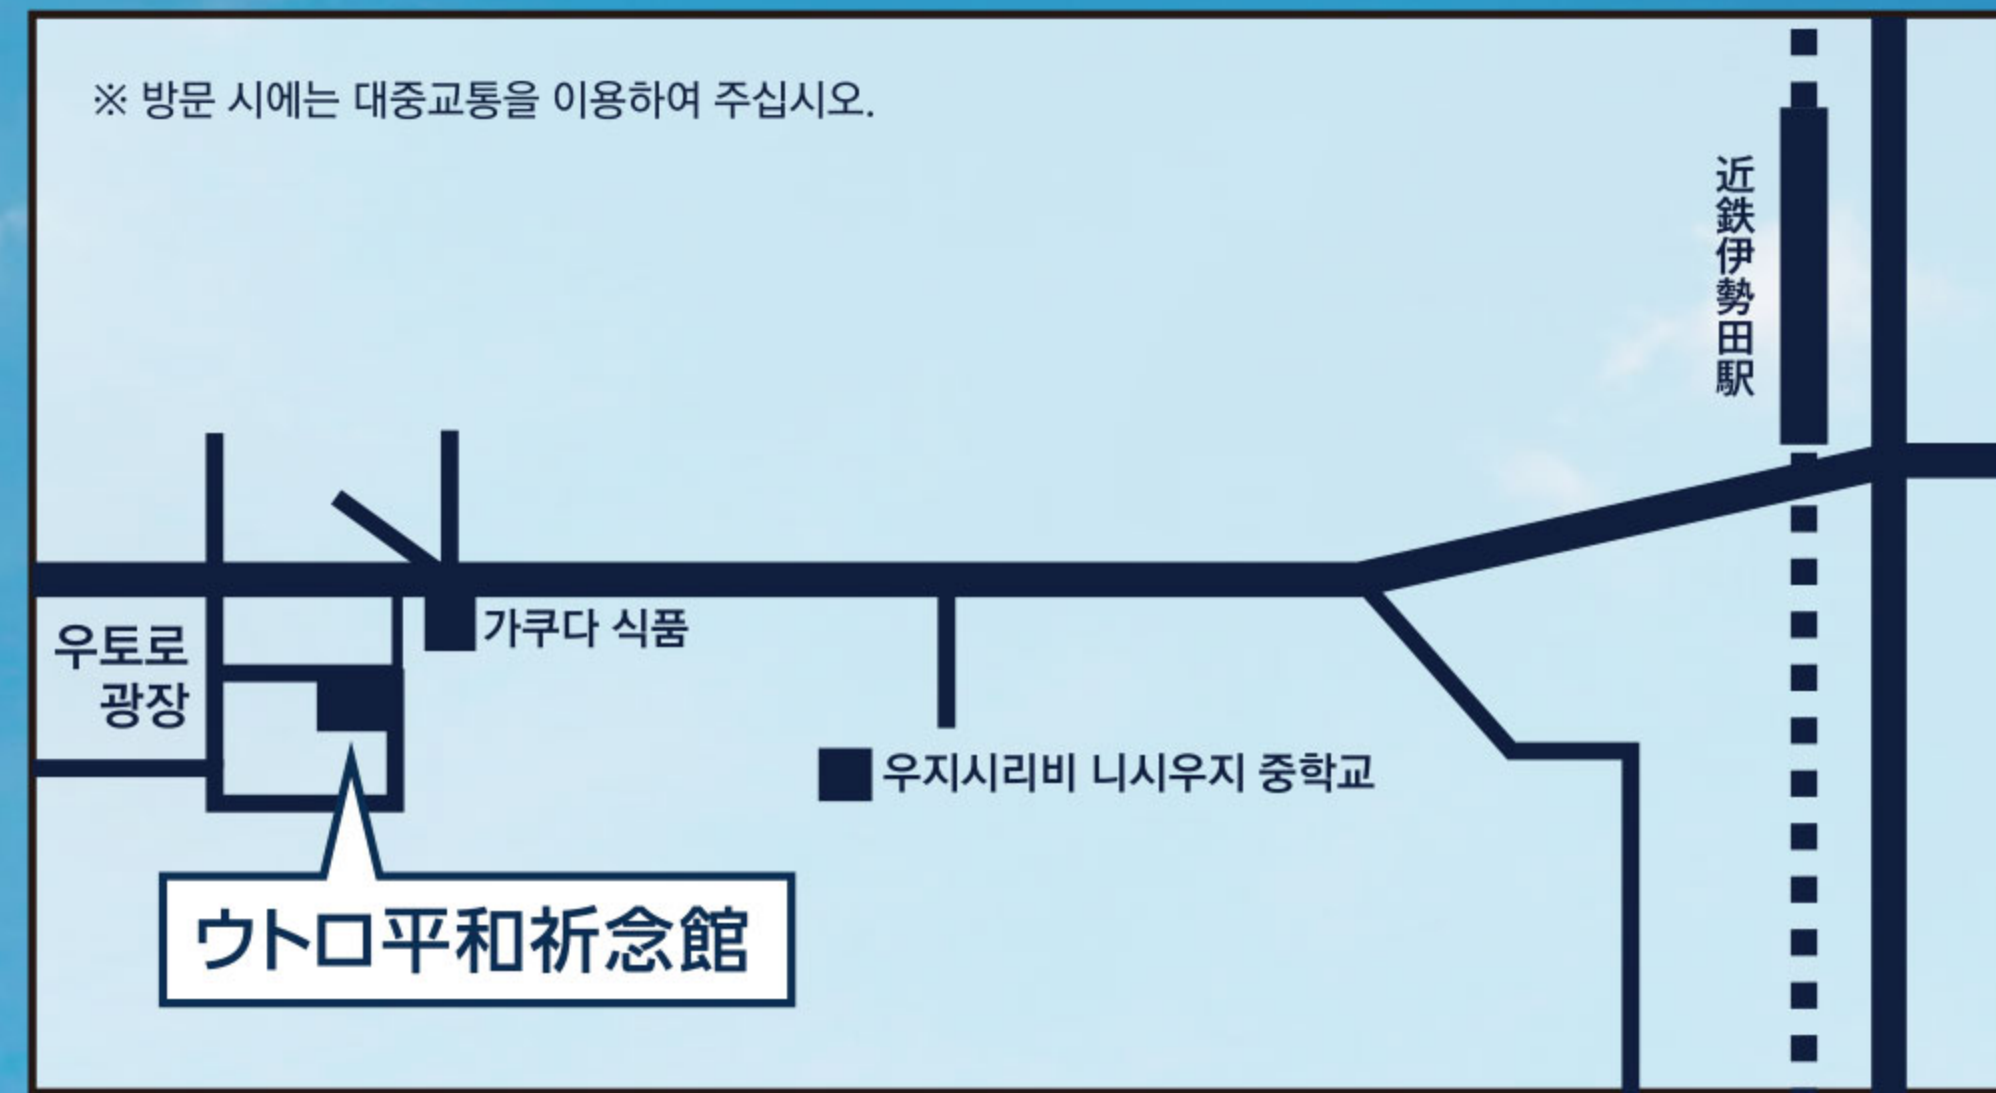 ※ 방문 시에는 대중교통을 이용하여 주십시오.
近鉄伊勢田駅
우토로
광장
가쿠다 식품
우지시리비 니시우지 중학교
ウトロ平和祈念館